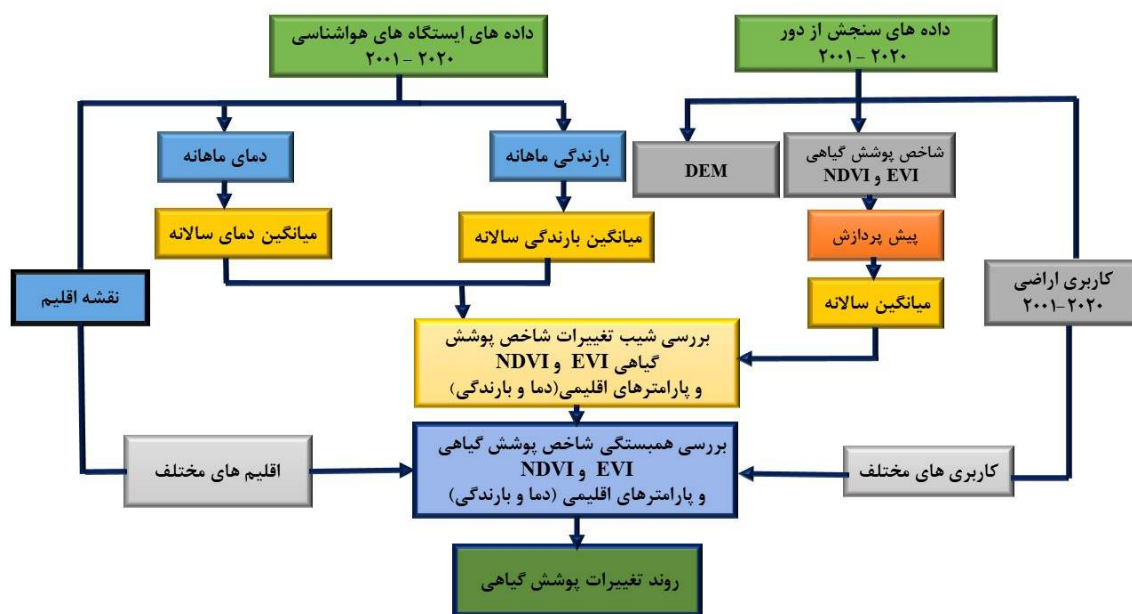 داده های سنجش از دور
۲۰۰۱ – ۲۰۲۰
داده های ایستگاه های هواشناسی
۲۰۰۱ – ۲۰۲۰
شاخص پوشش گیاهی
NDVI و EVI
DEM
بارندگی ماهانه
دمای ماهانه
پیش پردازش
میانگین بارندگی سالانه
میانگین دمای سالانه
کاربری اراضی
۲۰۰۱–۲۰۲۰
میانگین سالانه
نقشه اقلیم
بررسی شیب تغییرات شاخص پوشش
گیاهی EVI و NDVI
و پارامترهای اقلیمی(دما و بارندگی)
بررسی همبستگی شاخص پوشش گیاهی
EVI و NDVI
و پارامترهای اقلیمی (دما و بارندگی)
کاربری های مختلف
اقلیم های مختلف
روند تغییرات پوشش گیاهی